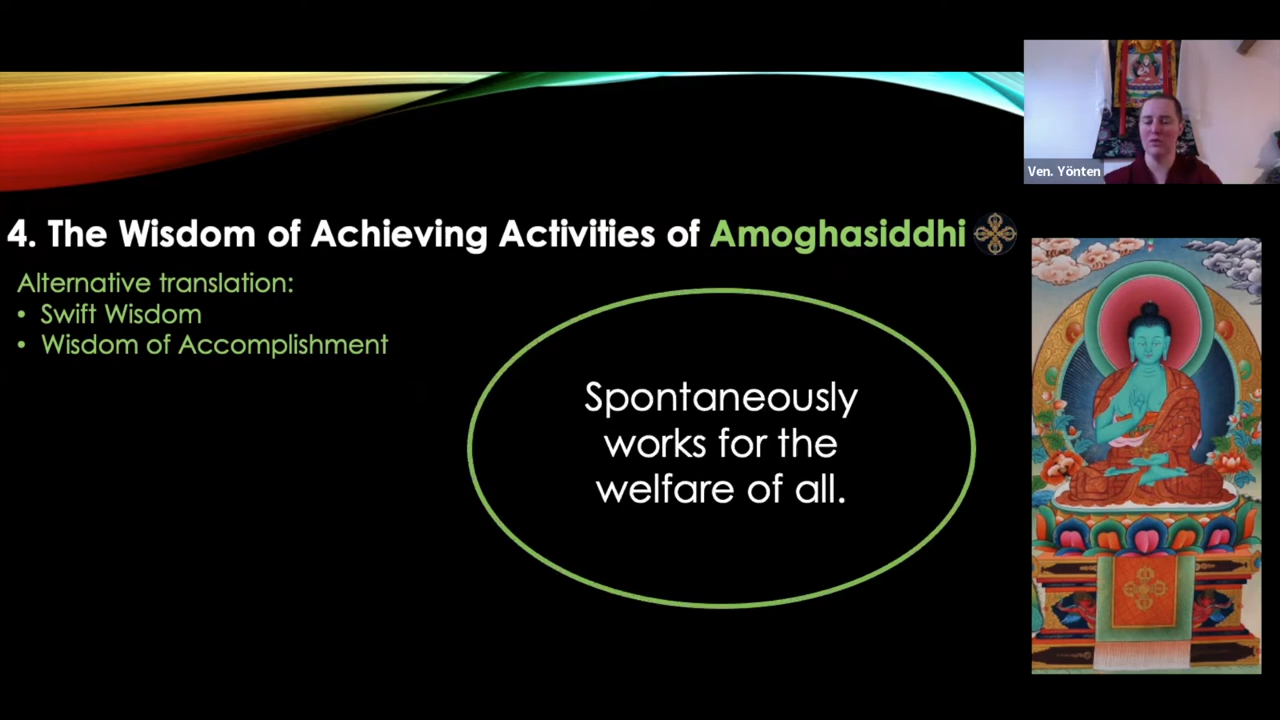 Ven. Yönten
4. The Wisdom of Achieving Activities of Amoghasiddhi
Alternative translation:
• Swift Wisdom
• Wisdom of Accomplishment
Spontaneously
works for the
welfare of all.